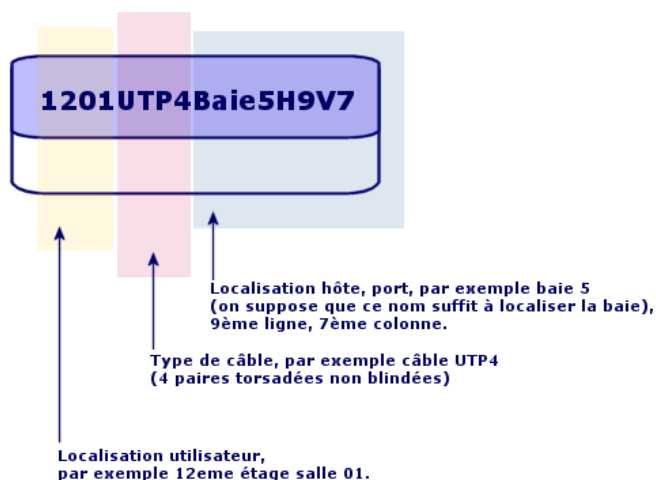 1201UTP4Baie5H9V7
Localisation hôte, port, par exemple baie 5
(on suppose que ce nom suffit à localiser la baie),
9ème ligne, 7ème colonne.
Type de câble, par exemple câble UTP4
(4 paires torsadées non blindées)
Localisation utilisateur,
par exemple 12eme étage salle 01.